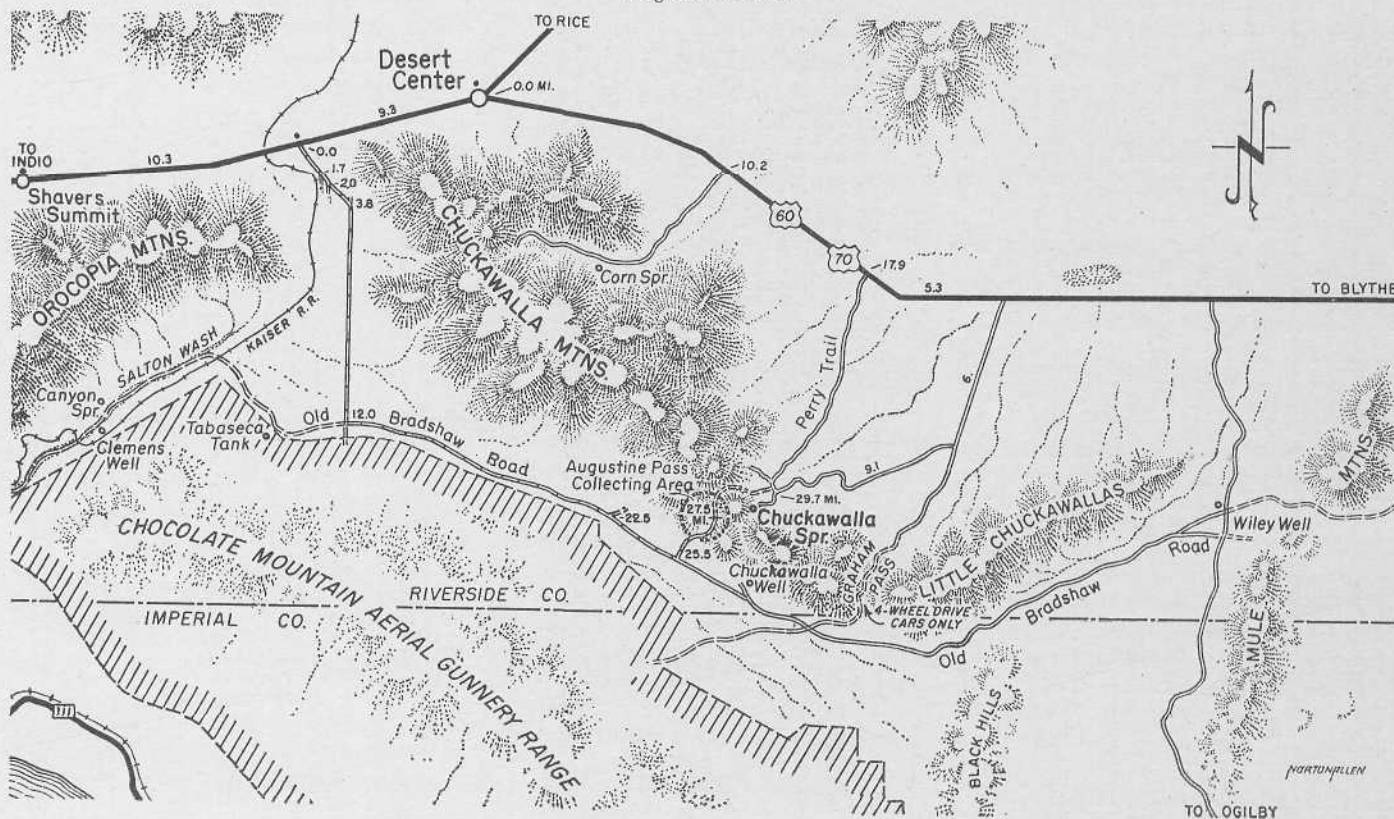 TO RICE
Desert
Center
0.0 MI.
9.3
TO
INDIO
10.3
0.0
1.7
2.0
3.8
10.2
Shavers
Summit
60
70
17.9
5.3
TO BLYTHE
OROCOPIA MTNS.
CHUCKAWALLA MTNS.
Corn Spr.
SALTON WASH
KAISER R.R.
Perry Trail
6.
Canyon
Spr.
Clemens
Well
Tabaseca
Tank
Old Bradshaw Road
12.0
Augustine Pass
Collecting Area
27.5
MI.
29.7 MI.
9.1
Chuckawalla
Spr.
22.5
25.5
Chuckawalla
Well
GRAHAM
PASS
4-WHEEL DRIVE
CARS ONLY
LITTLE CHUCKAWALLAS
Wiley Well
MTNS.
MULE
Old Bradshaw Road
CHOCOLATE MOUNTAIN AERIAL GUNNERY RANGE
RIVERSIDE CO.
IMPERIAL CO.
111
BLACK HILLS
NORTON ALLEN
TO OGILBY
N